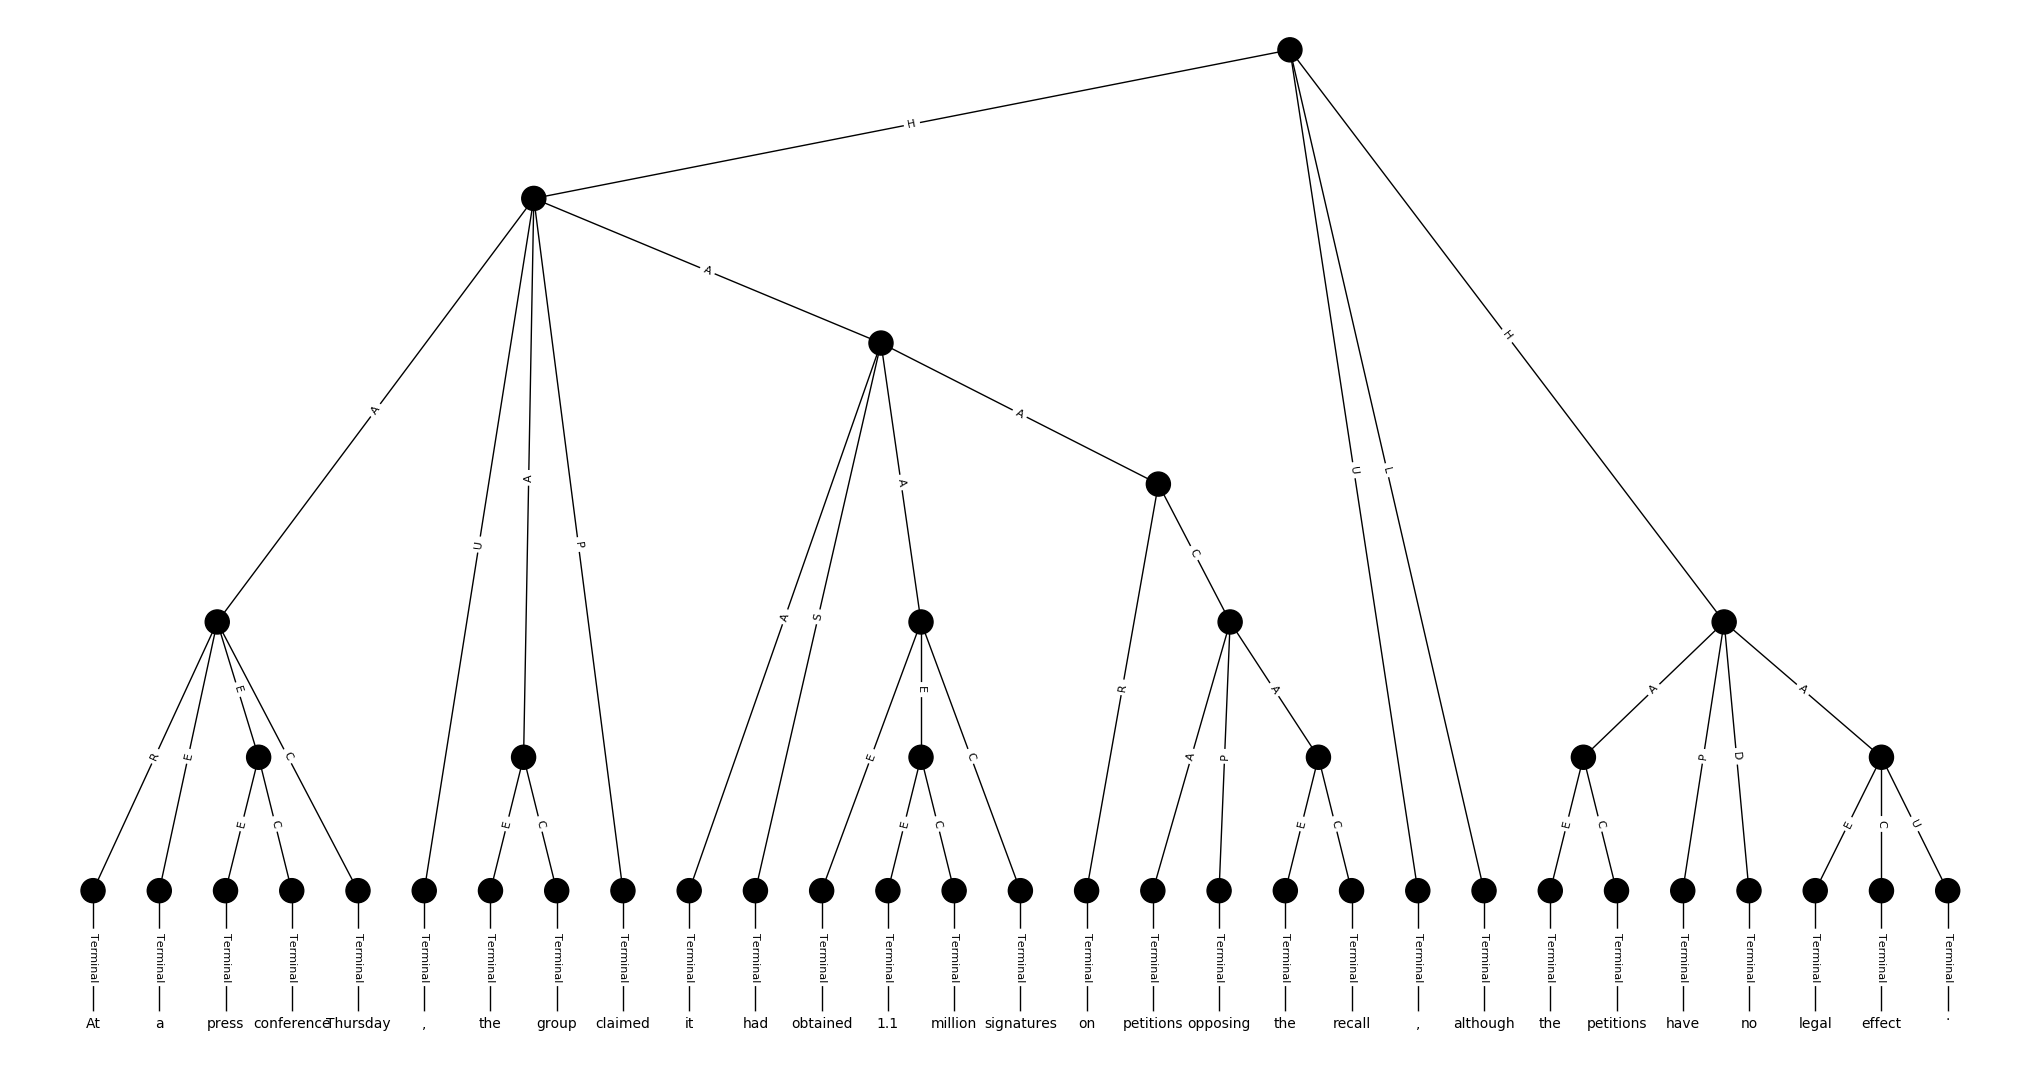 H
A
A
H
A
A
U
L
A
U
P
C
A
S
E
E
R
A
A
A
R
E
C
E
C
A
P
P
D
E
C
E
C
E
C
E
C
E
C
E
C
U
Terminal Terminal Terminal Terminal Terminal Terminal Terminal Terminal Terminal Terminal Terminal Terminal Terminal Terminal Terminal Terminal Terminal Terminal Terminal Terminal Terminal Terminal Terminal Terminal Terminal Terminal Terminal Terminal Terminal
At a press conference Thursday , the group claimed it had obtained 1.1 million signatures on petitions opposing the recall , although the petitions have no legal effect .